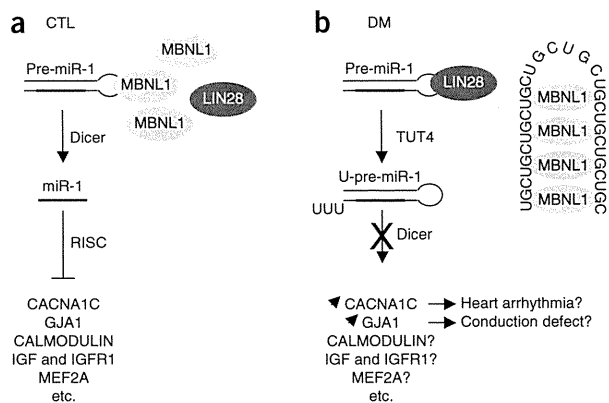 a CTL
Pre-miR-1
MBNL1
MBNL1
MBNL1
LIN28
Dicer
miR-1
RISC
CACNA1C
GJA1
CALMODULIN
IGF and IGFR1
MEF2A
etc.
b DM
Pre-miR-1
LIN28
TUT4
U-pre-miR-1
UUU
Dicer
CACNA1C
Heart arrhythmia?
GJA1
Conduction defect?
CALMODULIN?
IGF and IGFR1?
MEF2A?
etc.
UGCUGCUGCUGCUGCUGCUGCUGCUGCUGC
MBNL1
MBNL1
MBNL1
MBNL1